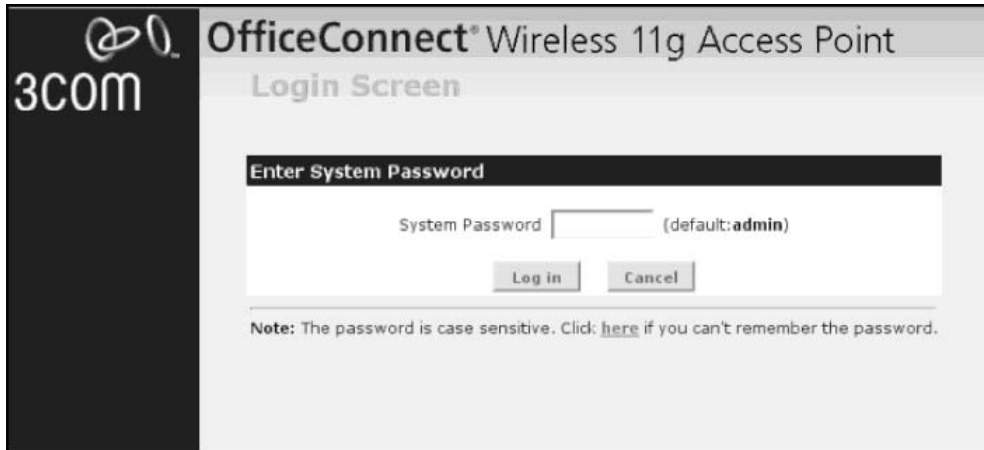 3COM
OfficeConnect® Wireless 11g Access Point
Login Screen
Enter System Password
System Password (default:admin)
Log in Cancel
Note: The password is case sensitive. Click here if you can't remember the password.